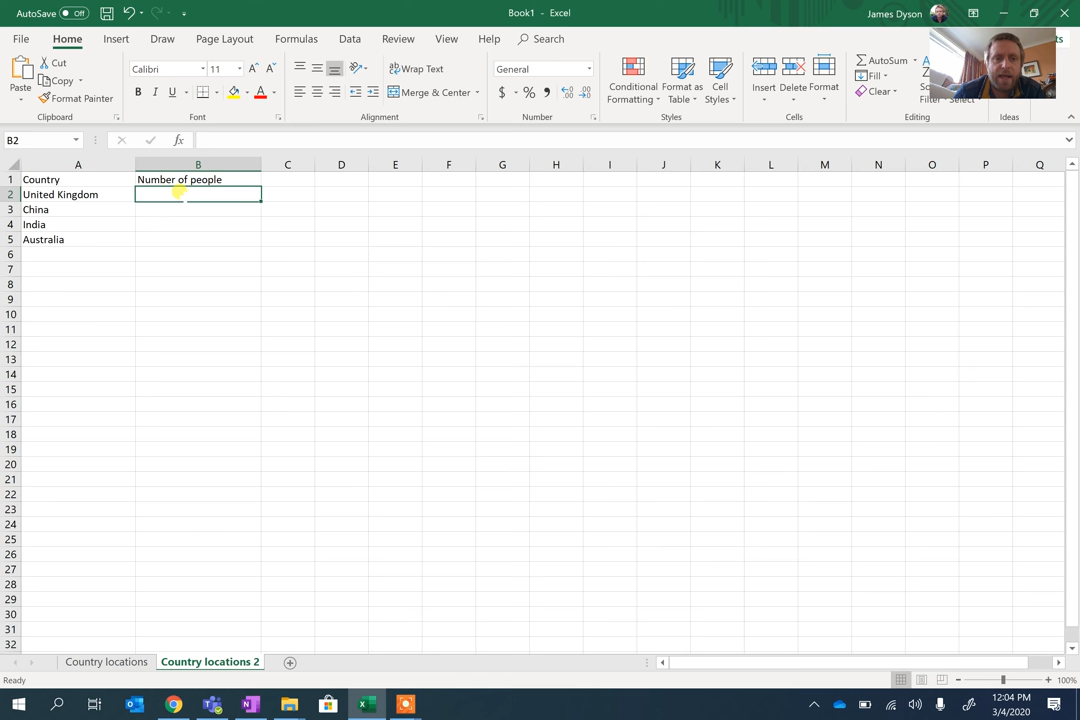 AutoSave Off
Book1 - Excel
James Dyson
File Home Insert Draw Page Layout Formulas Data Review View Help Search
Paste
Cut
Copy
Format Painter
Clipboard
Calibri 11
B I U
Font
Wrap Text
Merge & Center
Alignment
General
$ % 9
Number
Conditional Formatting
Format as Table
Cell Styles
Styles
Insert Delete Format
Cells
AutoSum
Fill
Clear
Editing
Ideas
B2
fx
A B C D E F G H I J K L M N O P Q
1 Country Number of people
2 United Kingdom
3 China
4 India
5 Australia
6
7
8
9
10
11
12
13
14
15
16
17
18
19
20
21
22
23
24
25
26
27
28
29
30
31
32
Country locations Country locations 2
Ready
100%
12:04 PM
3/4/2020